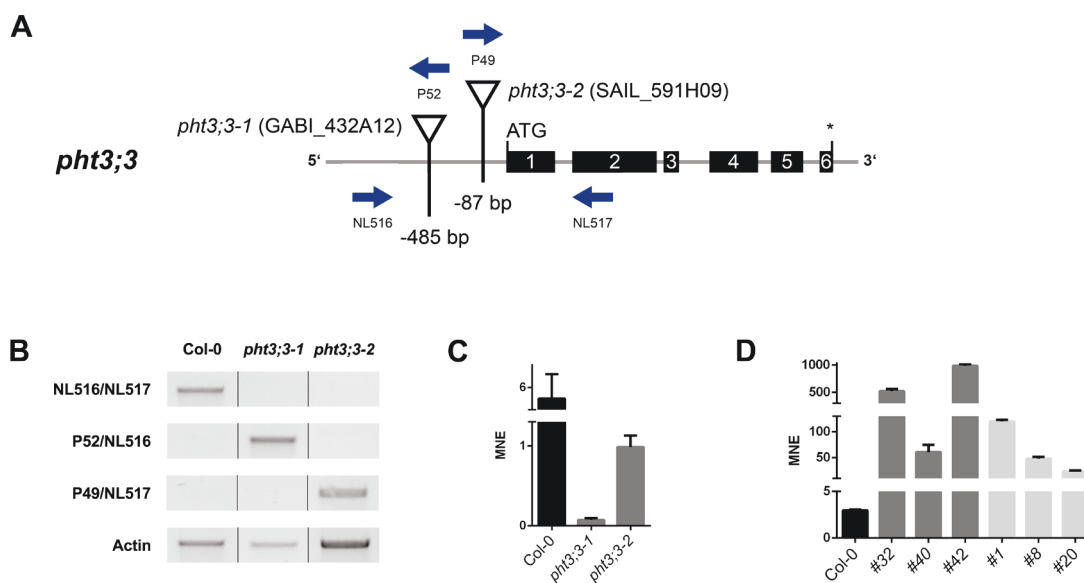 A
P49
P52
pht3;3-2 (SAIL_591H09)
pht3;3-1 (GABI_432A12)
ATG
*
pht3;3
5‘
1
2
3
4
5
6
3‘
NL516
-87 bp
NL517
-485 bp
B
Col-0
pht3;3-1
pht3;3-2
NL516/NL517
P52/NL516
P49/NL517
Actin
C
MNE
6
1
0
Col-0
pht3;3-1
pht3;3-2
D
MNE
1000
500
100
50
5
0
Col-0
#32
#40
#42
#1
#8
#20